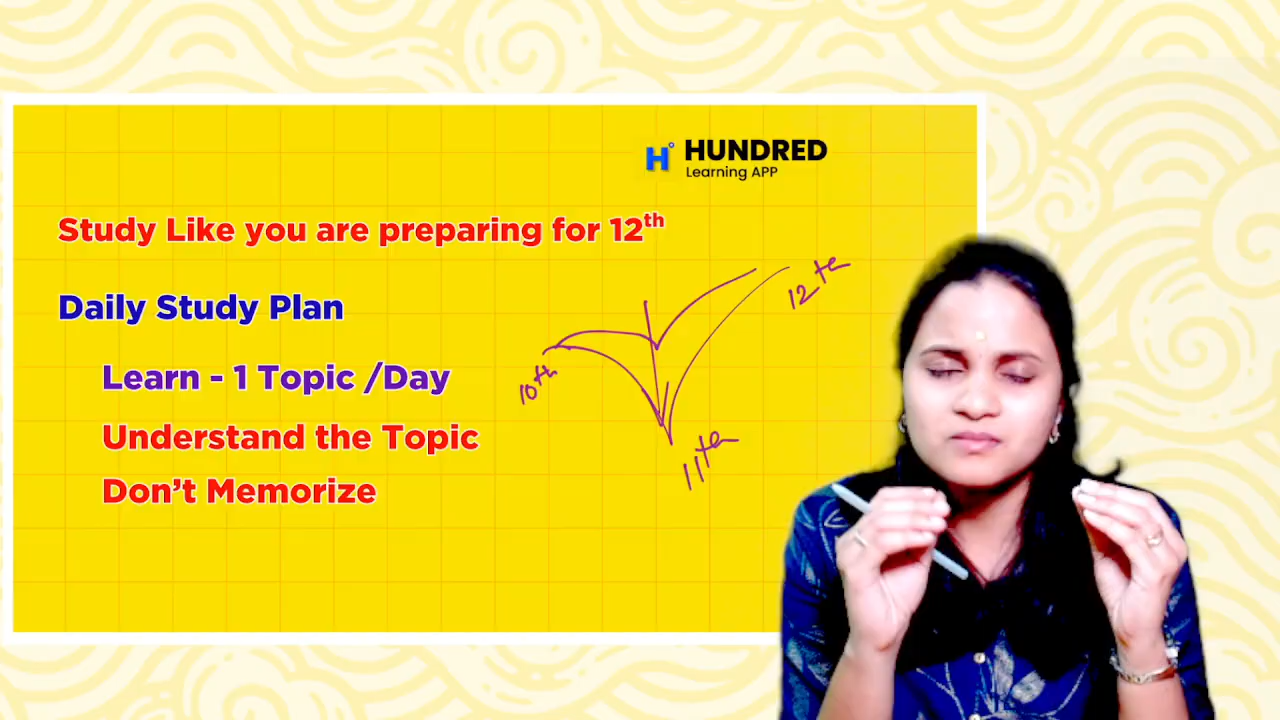 H° HUNDRED
Learning APP
Study Like you are preparing for 12th
Daily Study Plan
12th
Learn - 1 Topic /Day
10th
Understand the Topic
11th
Don't Memorize